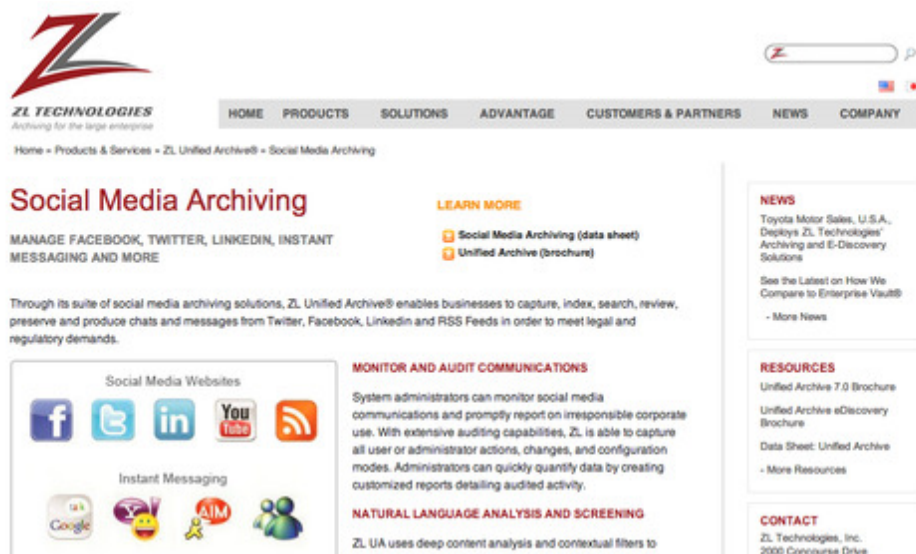 ZL TECHNOLOGIES
Archiving for the large enterprise
HOME PRODUCTS SOLUTIONS ADVANTAGE CUSTOMERS & PARTNERS NEWS COMPANY
Home » Products & Services » ZL Unified Archive® » Social Media Archiving
Social Media Archiving
MANAGE FACEBOOK, TWITTER, LINKEDIN, INSTANT
MESSAGING AND MORE
LEARN MORE
Social Media Archiving (data sheet)
Unified Archive (brochure)
Through its suite of social media archiving solutions, ZL Unified Archive® enables businesses to capture, index, search, review,
preserve and produce chats and messages from Twitter, Facebook, Linkedin and RSS Feeds in order to meet legal and
regulatory demands.
Social Media Websites
f t in You Tube
Instant Messaging
talk Google Y! AIM
MONITOR AND AUDIT COMMUNICATIONS
System administrators can monitor social media
communications and promptly report on irresponsible corporate
use. With extensive auditing capabilities, ZL is able to capture
all user or administrator actions, changes, and configuration
modes. Administrators can quickly quantify data by creating
customized reports detailing audited activity.
NATURAL LANGUAGE ANALYSIS AND SCREENING
ZL UA uses deep content analysis and contextual filters to
NEWS
Toyota Motor Sales, U.S.A.,
Deploys ZL Technologies'
Archiving and E-Discovery
Solutions
See the Latest on How We
Compare to Enterprise Vault®
- More News
RESOURCES
Unified Archive 7.0 Brochure
Unified Archive eDiscovery
Brochure
Data Sheet: Unified Archive
- More Resources
CONTACT
ZL Technologies, Inc.
2000 Concourse Drive